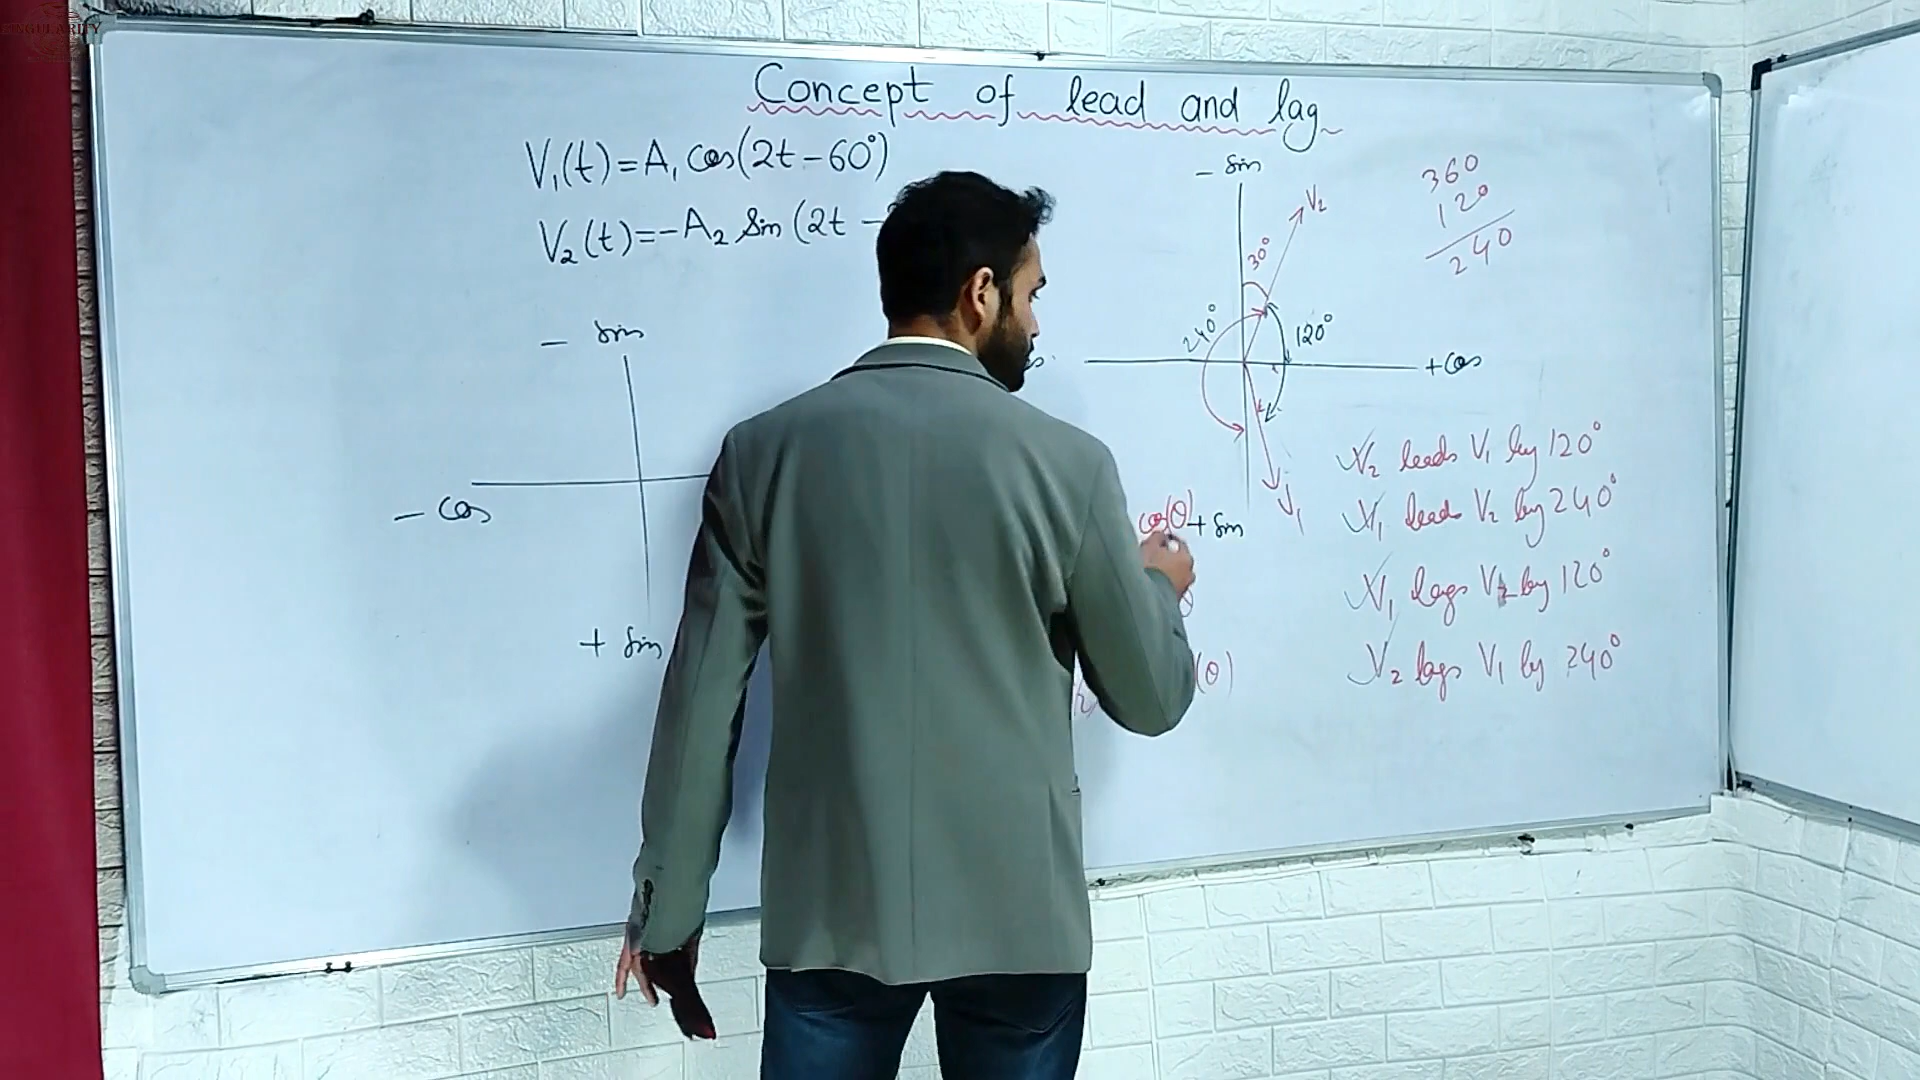 Concept of lead and lag
V₁(t)=A₁ cos(2t-60°)
V₂(t)=-A₂ sin(2t -
- sin
- cos
+ sin
- sin
V₂
30°
240°
120°
+cos
V₁
cos(θ)
+ sin
(θ)
360
120
240
V₂ leads V₁ by 120°
V₁ leads V₂ by 240°
V₁ lags V₂ by 120°
V₂ lags V₁ by 240°